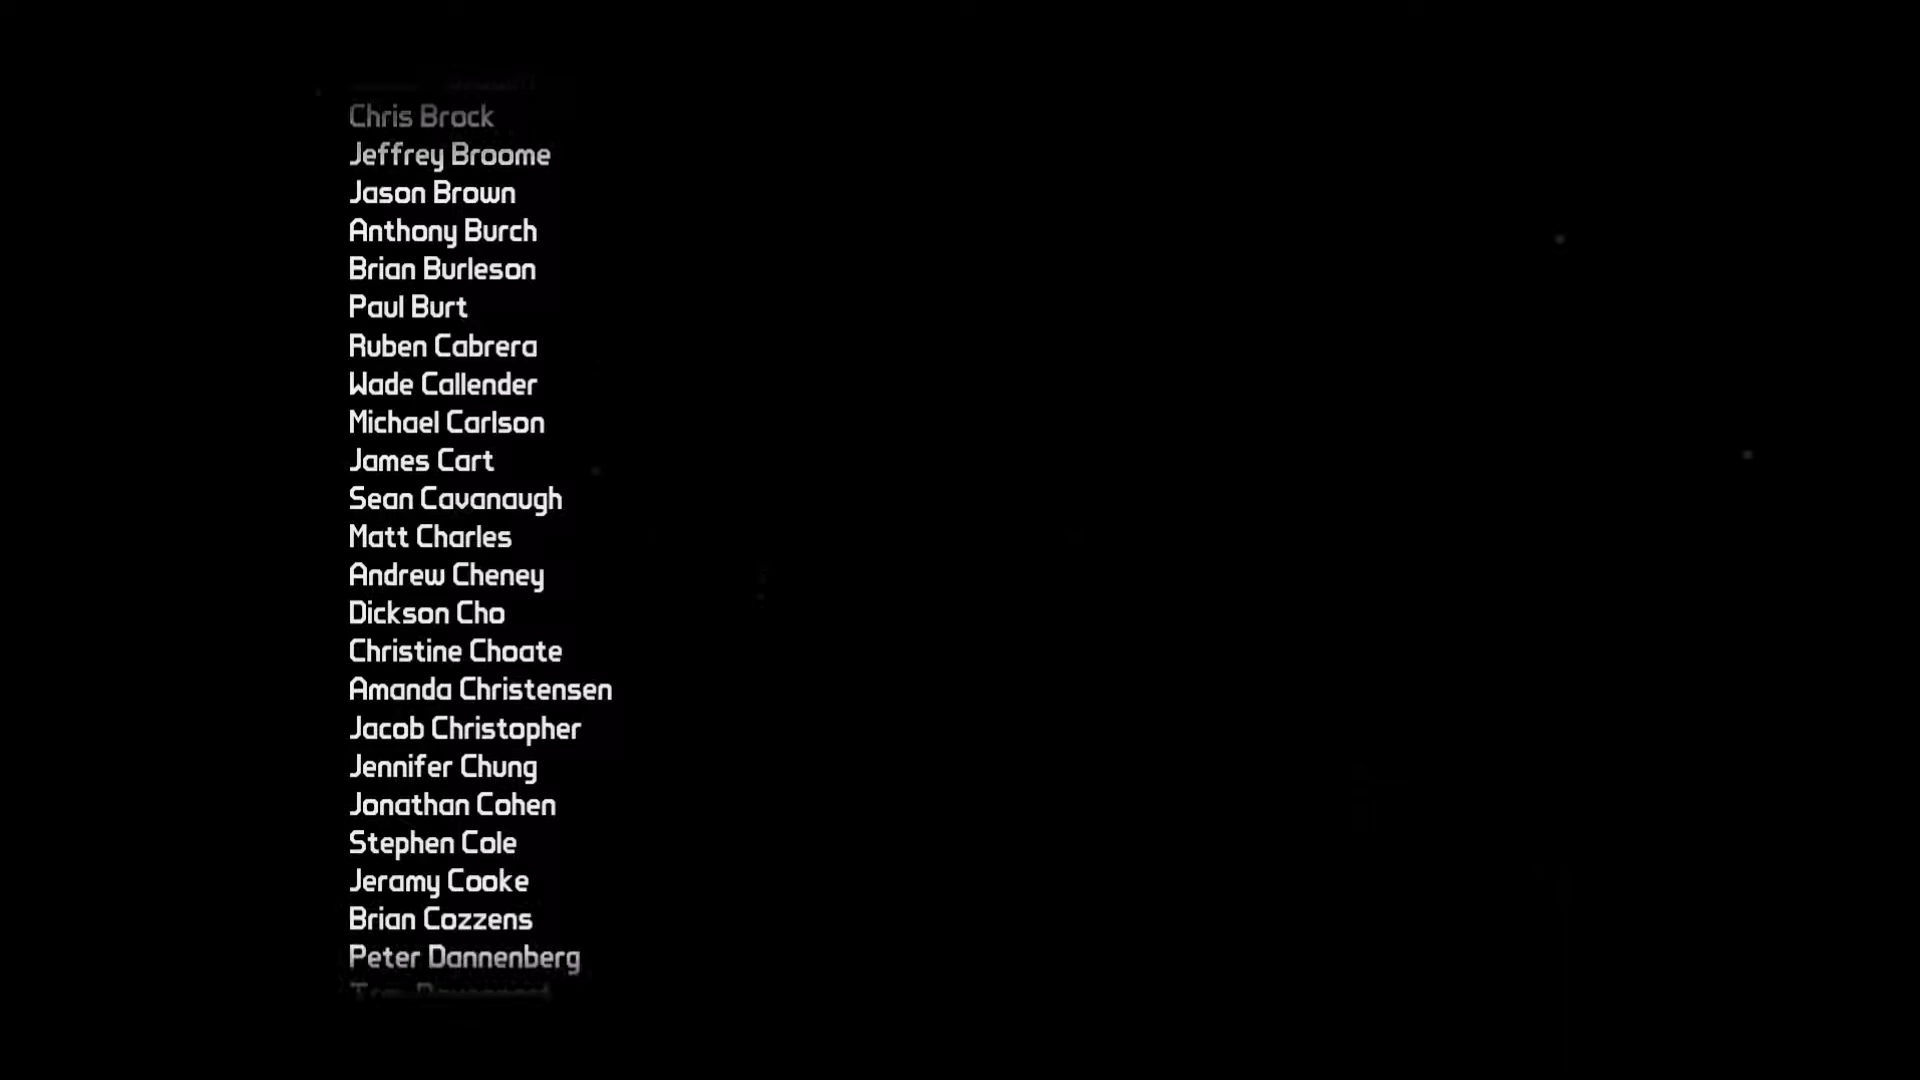 Chris Brock
Jeffrey Broome
Jason Brown
Anthony Burch
Brian Burleson
Paul Burt
Ruben Cabrera
Wade Callender
Michael Carlson
James Cart
Sean Cavanaugh
Matt Charles
Andrew Cheney
Dickson Cho
Christine Choate
Amanda Christensen
Jacob Christopher
Jennifer Chung
Jonathan Cohen
Stephen Cole
Jeramy Cooke
Brian Cozzens
Peter Dannenberg